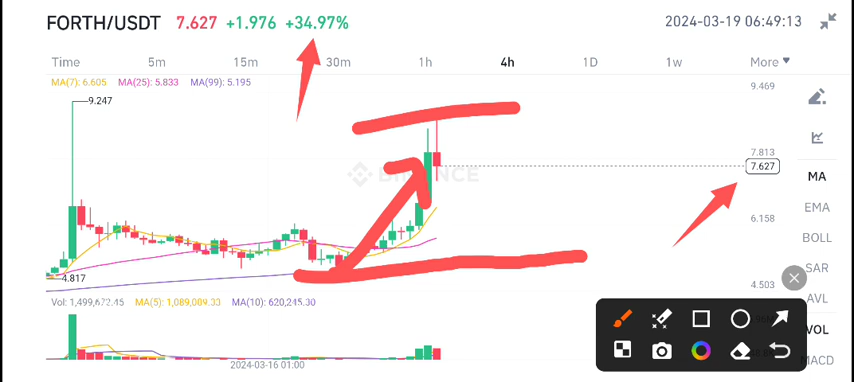 FORTH/USDT 7.627 +1.976 +34.97% 2024-03-19 06:49:13
Time 5m 15m 30m 1h 4h 1D 1w More
MA(7): 6.605 MA(25): 5.833 MA(99): 5.195
9.469
9.247
7.813
7.627
MA
EMA
6.158
BOLL
SAR
4.817
4.503
AVL
Vol: 1,499,672.45 MA(5): 1,089,009.33 MA(10): 620,245.30
VOL
MACD
2024-03-16 01:00